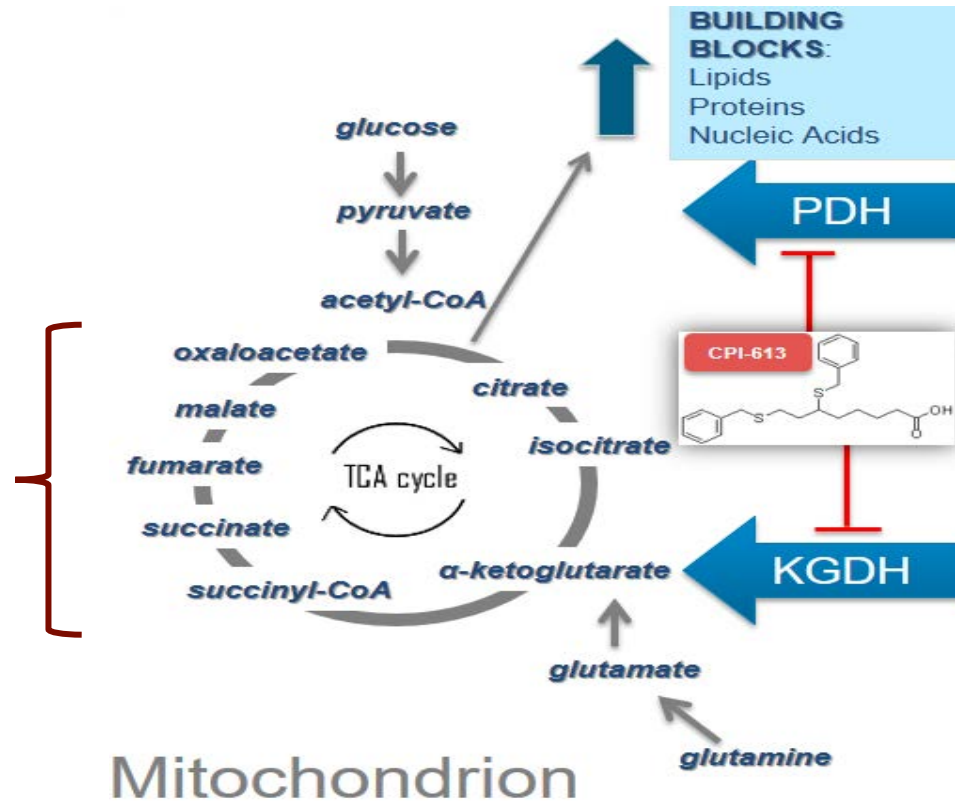 BUILDING
BLOCKS:
Lipids
Proteins
Nucleic Acids
glucose
pyruvate
acetyl-CoA
PDH
CPI-613
S
S
OH
O
oxaloacetate
citrate
malate
isocitrate
fumarate
TCA cycle
succinate
succinyl-CoA
α-ketoglutarate
KGDH
glutamate
glutamine
Mitochondrion